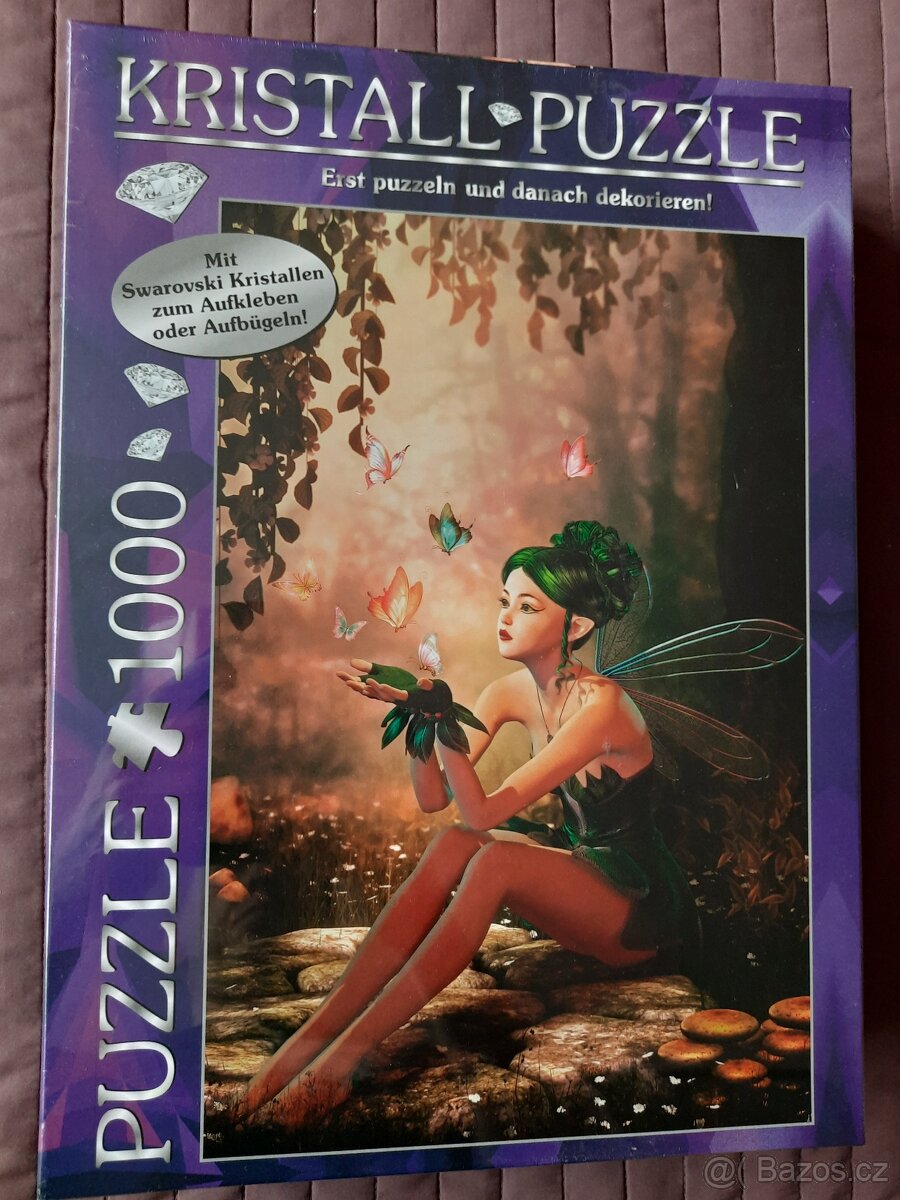 KRISTALL PUZZLE
Erst puzzeln und danach dekorieren!
Mit
Swarovski Kristallen
zum Aufkleben
oder Aufbügeln!
PUZZLE 1000
@( Bazos.cz